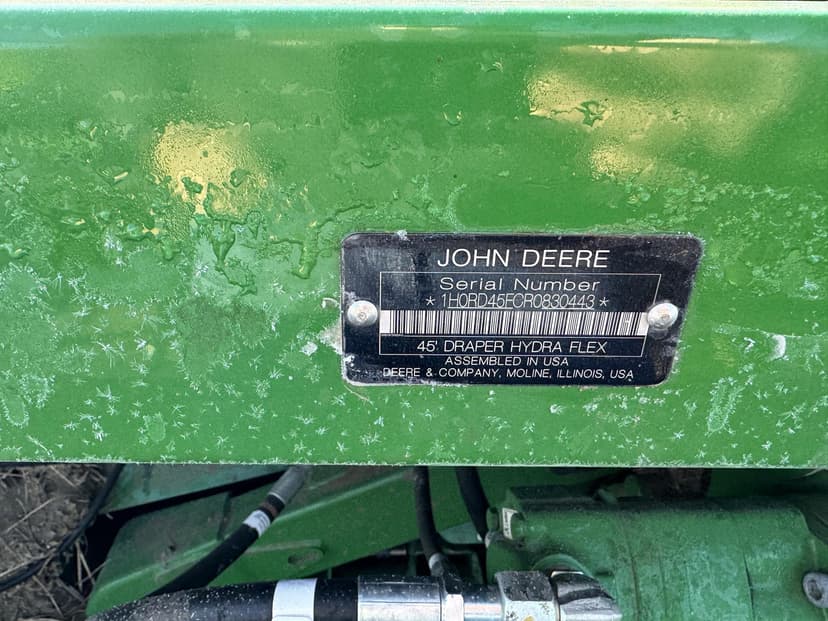 JOHN DEERE
Serial Number
*1H0RD45FCR0830443*
45' DRAPER HYDRA FLEX
ASSEMBLED IN USA
DEERE & COMPANY, MOLINE, ILLINOIS, USA